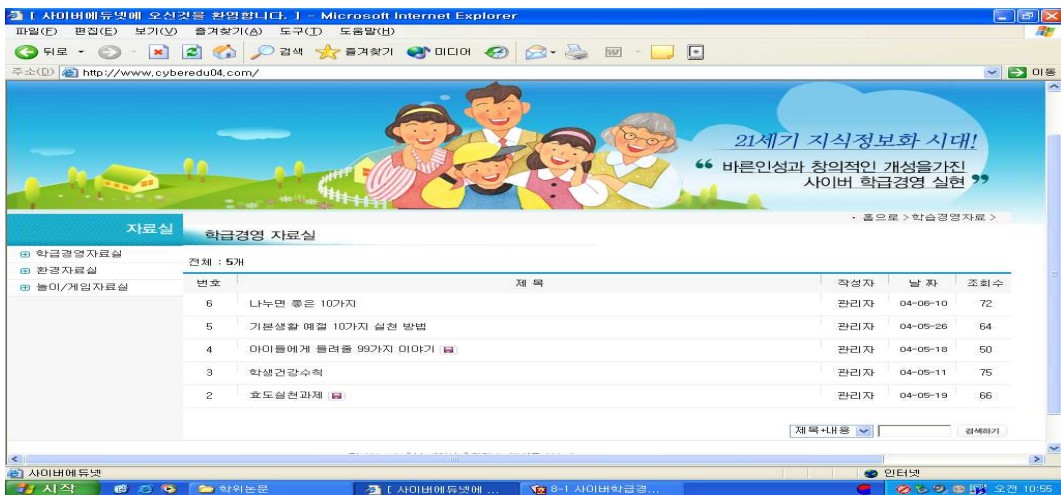 [ 사이버에듀넷에 오신것을 환영합니다. ] - Microsoft Internet Explorer
파일(F) 편집(E) 보기(V) 즐겨찾기(A) 도구(T) 도움말(H)
뒤로 검색 즐겨찾기 미디어
주소(D) http://www.cyberedu04.com/ 이동
21세기 지식정보화 시대!
“ 바른인성과 창의적인 개성을가진
사이버 학급경영 실현 ”
· 홈으로 > 학습경영자료 >
자료실
학급경영 자료실
학급경영자료실
환경자료실
놀이/게임자료실
전체 : 5개
번호 제 목 작성자 날 짜 조회수
6 나누면 좋은 10가지 관리자 04-06-10 72
5 기본생활 예절 10가지 실천 방법 관리자 04-05-26 64
4 아이들에게 들려줄 99가지 이야기 관리자 04-05-18 50
3 학생건강수칙 관리자 04-05-11 75
2 효도실천과제 관리자 04-05-19 66
제목+내용 검색하기
사이버에듀넷 인터넷
시작 학위논문 [ 사이버에듀넷에 ... 8-1 사이버학급경... 오전 10:55